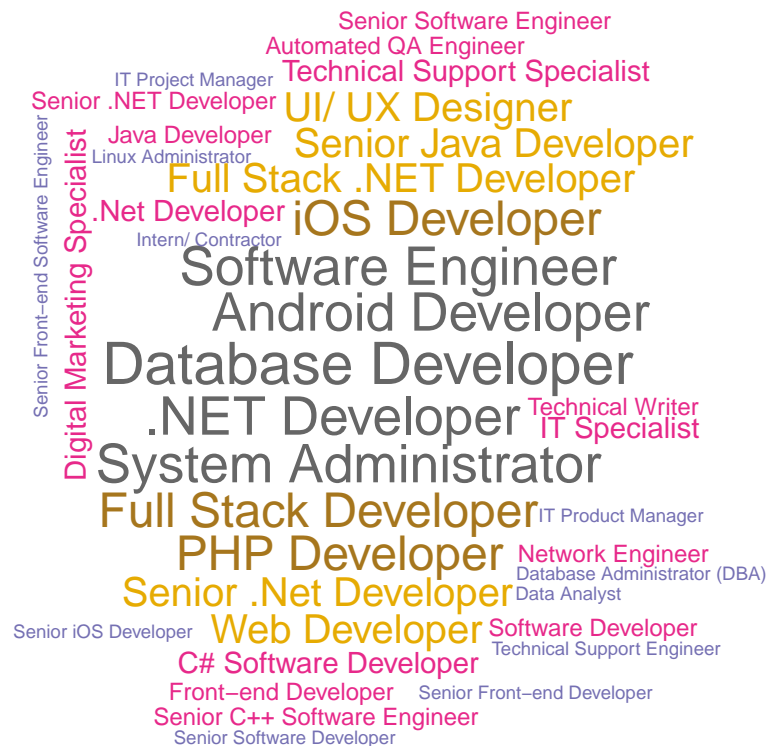 Senior Software Engineer
Automated QA Engineer
IT Project Manager
Technical Support Specialist
Senior .NET Developer
UI/ UX Designer
Java Developer
Senior Java Developer
Linux Administrator
Full Stack .NET Developer
.Net Developer
iOS Developer
Intern/ Contractor
Senior Front−end Software Engineer
Digital Marketing Specialist
Software Engineer
Android Developer
Database Developer
.NET Developer
Technical Writer
IT Specialist
System Administrator
Full Stack Developer
IT Product Manager
PHP Developer
Network Engineer
Database Administrator (DBA)
Senior .Net Developer
Data Analyst
Senior iOS Developer
Web Developer
Software Developer
Technical Support Engineer
C# Software Developer
Front−end Developer
Senior Front−end Developer
Senior C++ Software Engineer
Senior Software Developer